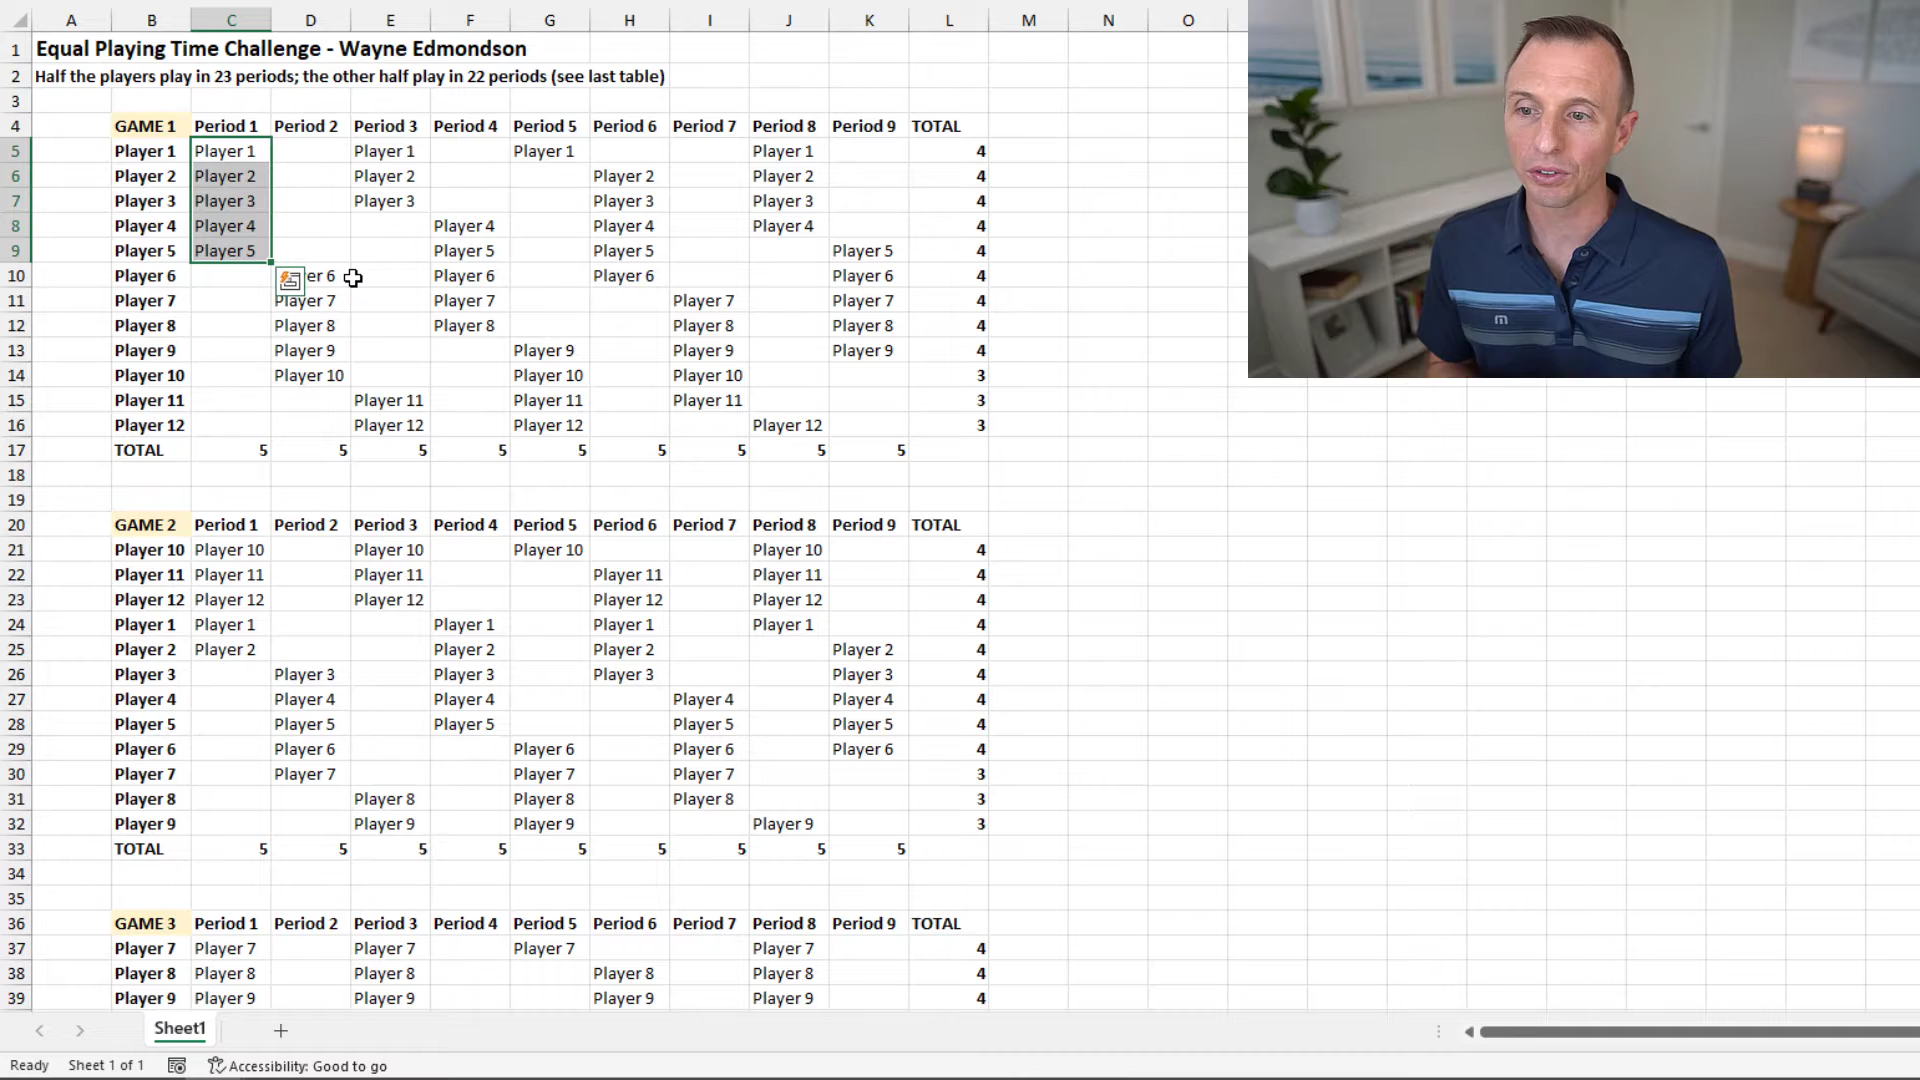 A B C D E F G H I J K L M N O
1 Equal Playing Time Challenge - Wayne Edmondson
2 Half the players play in 23 periods; the other half play in 22 periods (see last table)
3
4 GAME 1 Period 1 Period 2 Period 3 Period 4 Period 5 Period 6 Period 7 Period 8 Period 9 TOTAL
5 Player 1 Player 1 Player 1 Player 1 Player 1 4
6 Player 2 Player 2 Player 2 Player 2 Player 2 4
7 Player 3 Player 3 Player 3 Player 3 Player 3 4
8 Player 4 Player 4 Player 4 Player 4 Player 4 4
9 Player 5 Player 5 Player 5 Player 5 Player 5 4
10 Player 6 er 6 Player 6 Player 6 Player 6 4
11 Player 7 Player 7 Player 7 Player 7 Player 7 4
12 Player 8 Player 8 Player 8 Player 8 Player 8 4
13 Player 9 Player 9 Player 9 Player 9 Player 9 4
14 Player 10 Player 10 Player 10 Player 10 3
15 Player 11 Player 11 Player 11 Player 11 3
16 Player 12 Player 12 Player 12 Player 12 3
17 TOTAL 5 5 5 5 5 5 5 5 5
18
19
20 GAME 2 Period 1 Period 2 Period 3 Period 4 Period 5 Period 6 Period 7 Period 8 Period 9 TOTAL
21 Player 10 Player 10 Player 10 Player 10 Player 10 4
22 Player 11 Player 11 Player 11 Player 11 Player 11 4
23 Player 12 Player 12 Player 12 Player 12 Player 12 4
24 Player 1 Player 1 Player 1 Player 1 Player 1 4
25 Player 2 Player 2 Player 2 Player 2 Player 2 4
26 Player 3 Player 3 Player 3 Player 3 Player 3 4
27 Player 4 Player 4 Player 4 Player 4 Player 4 4
28 Player 5 Player 5 Player 5 Player 5 Player 5 4
29 Player 6 Player 6 Player 6 Player 6 Player 6 4
30 Player 7 Player 7 Player 7 Player 7 3
31 Player 8 Player 8 Player 8 Player 8 3
32 Player 9 Player 9 Player 9 Player 9 3
33 TOTAL 5 5 5 5 5 5 5 5 5
34
35
36 GAME 3 Period 1 Period 2 Period 3 Period 4 Period 5 Period 6 Period 7 Period 8 Period 9 TOTAL
37 Player 7 Player 7 Player 7 Player 7 Player 7 4
38 Player 8 Player 8 Player 8 Player 8 Player 8 4
39 Player 9 Player 9 Player 9 Player 9 Player 9 4
Sheet1
Ready Sheet 1 of 1 Accessibility: Good to go